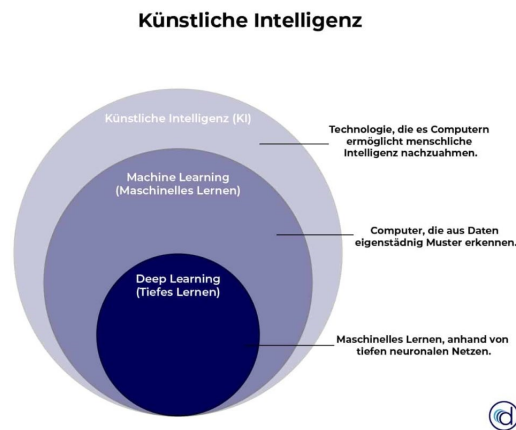 Künstliche Intelligenz
Künstliche Intelligenz (KI)
Technologie, die es Computern
ermöglicht menschliche
Intelligenz nachzuahmen.
Machine Learning
(Maschinelles Lernen)
Computer, die aus Daten
eigenstädnig Muster erkennen.
Deep Learning
(Tiefes Lernen)
Maschinelles Lernen, anhand von
tiefen neuronalen Netzen.
d